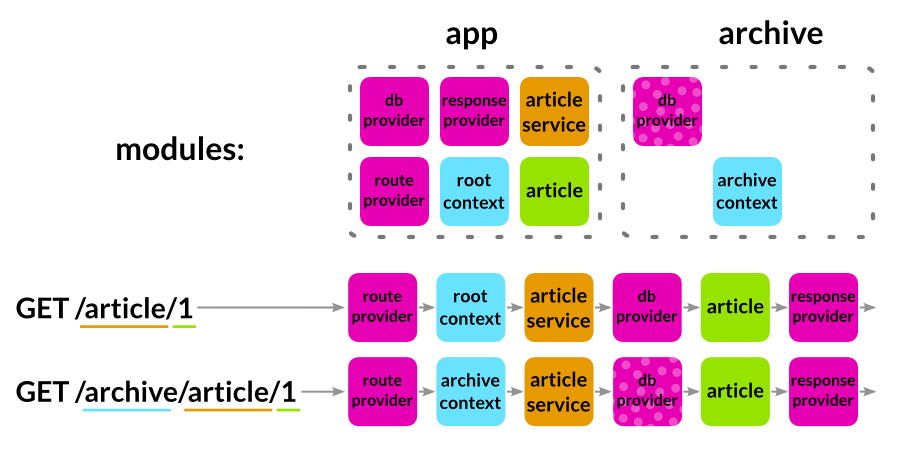 app
archive
modules:
db
provider
response
provider
article
service
route
provider
root
context
article
db
provider
archive
context
GET /article/1
route
provider
root
context
article
service
db
provider
article
response
provider
GET /archive/article/1
route
provider
archive
context
article
service
db
provider
article
response
provider